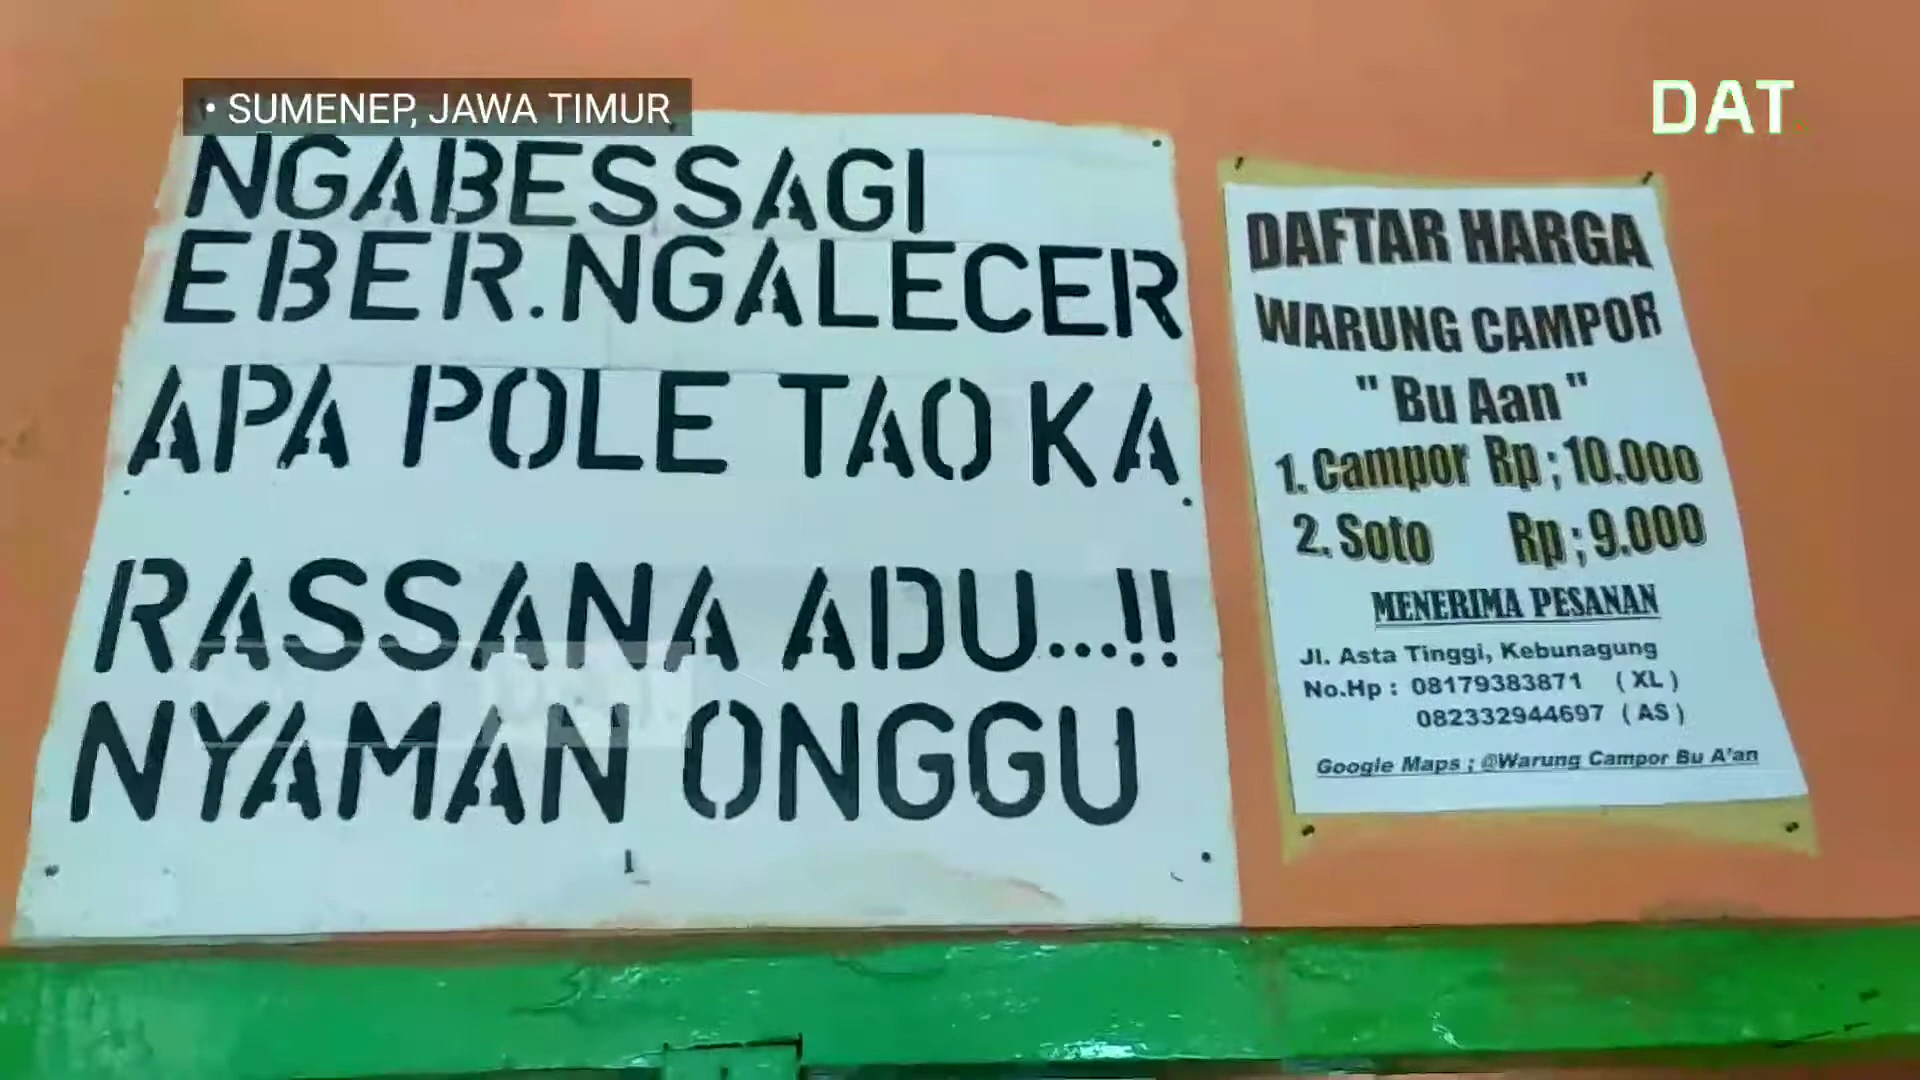 • SUMENEP, JAWA TIMUR
DAT.
NGABESSAGI
EBER.NGALECER
APA POLE TAO KA
RASSANA ADU...!!
NYAMAN ONGGU
DAFTAR HARGA
WARUNG CAMPOR
" Bu Aan "
1. Campor Rp ; 10.000
2. Soto Rp ; 9.000
MENERIMA PESANAN
Jl. Asta Tinggi, Kebunagung
No.Hp : 08179383871 ( XL )
082332944697 ( AS )
Google Maps ; @Warung Campor Bu A'an